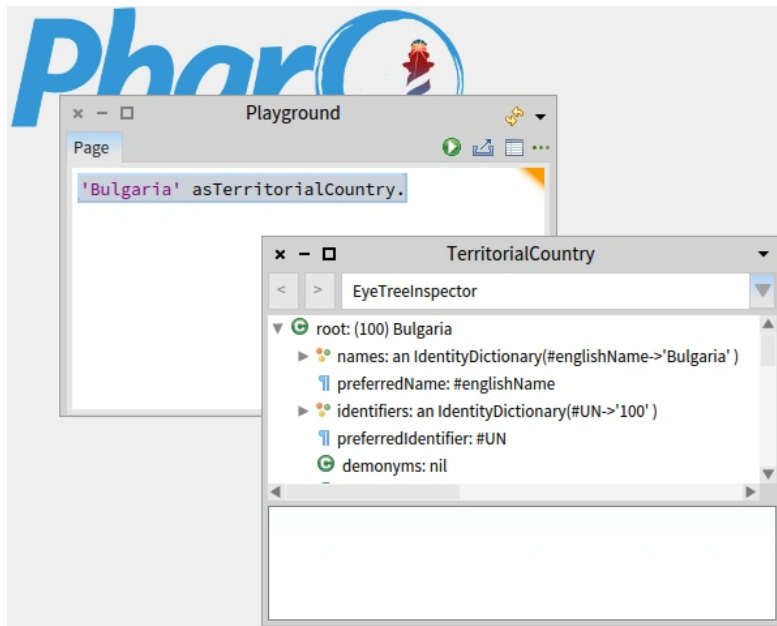 Pharo
Playground
Page
'Bulgaria' asTerritorialCountry.
TerritorialCountry
< > EyeTreeInspector
root: (100) Bulgaria
names: an IdentityDictionary(#englishName->'Bulgaria' )
preferredName: #englishName
identifiers: an IdentityDictionary(#UN->'100' )
preferredIdentifier: #UN
demonyms: nil